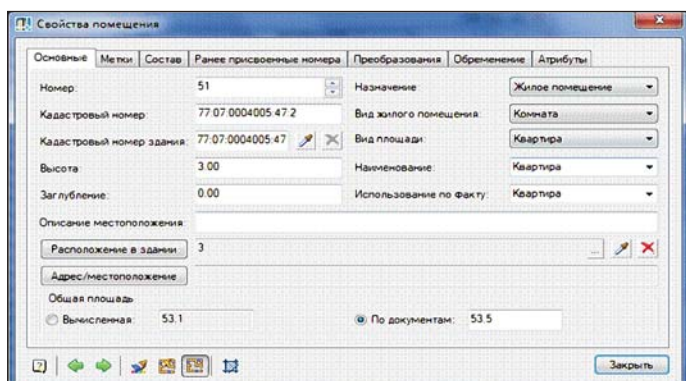 Свойства помещения
Основные Метки Состав Ранее присвоенные номера Преобразования Обременение Атрибуты
Номер: 51 Назначение Жилое помещение
Кадастровый номер: 77:07:0004005:47:2 Вид жилого помещения: Комната
Кадастровый номер здания: 77:07:0004005:47 Вид площади: Квартира
Высота: 3.00 Наименование: Квартира
Заглубление: 0.00 Использование по факту: Квартира
Описание местоположения:
Расположение в здании 3 ...
Адрес/местоположение
Общая площадь
Вычисленная: 53.1 По документам: 53.5
Закрыть